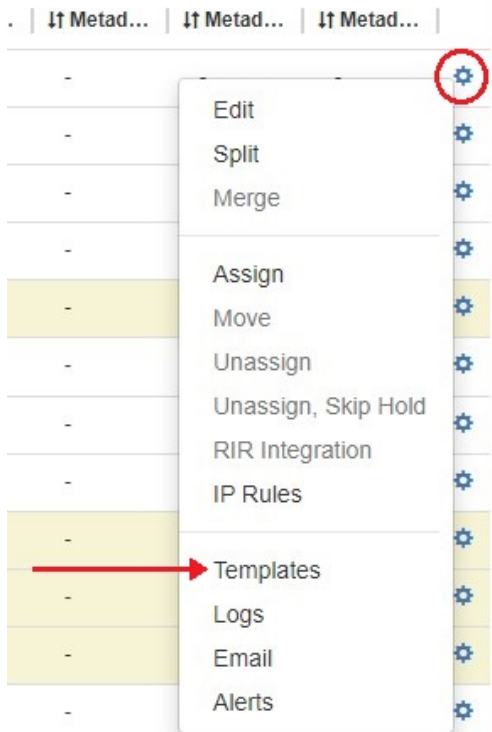 . Metad... Metad... Metad...
- - -
Edit
-
Split
-
Merge
-
Assign
-
Move
-
Unassign
-
Unassign, Skip Hold
-
RIR Integration
-
IP Rules
-
Templates
-
Logs
-
Email
Alerts
-